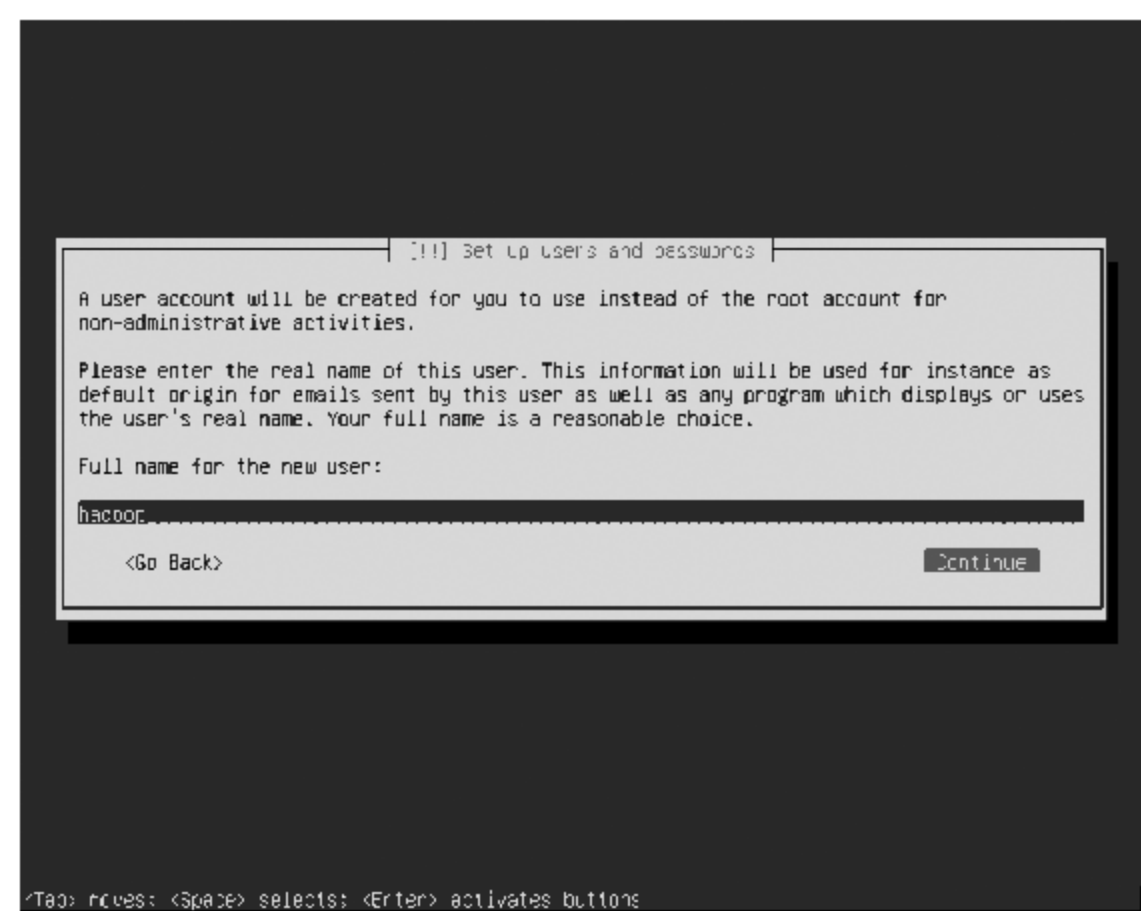 [!!] Set up users and passwords
A user account will be created for you to use instead of the root account for
non-administrative activities.
Please enter the real name of this user. This information will be used for instance as
default origin for emails sent by this user as well as any program which displays or uses
the user's real name. Your full name is a reasonable choice.
Full name for the new user:
hadoop
<Go Back>
Continue
<Tab> moves; <Space> selects; <Enter> activates buttons